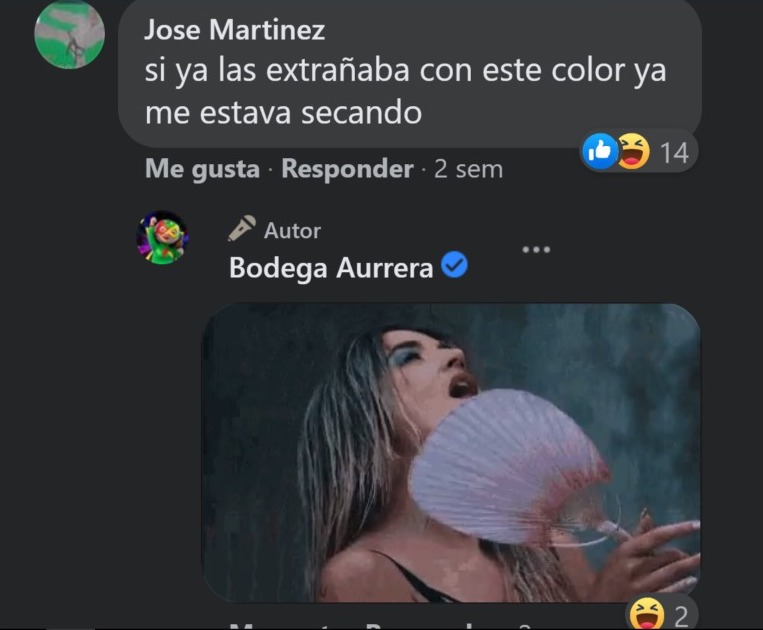 Jose Martinez
si ya las extrañaba con este color ya
me estava secando
14
Me gusta · Responder · 2 sem
Autor
Bodega Aurrera
2